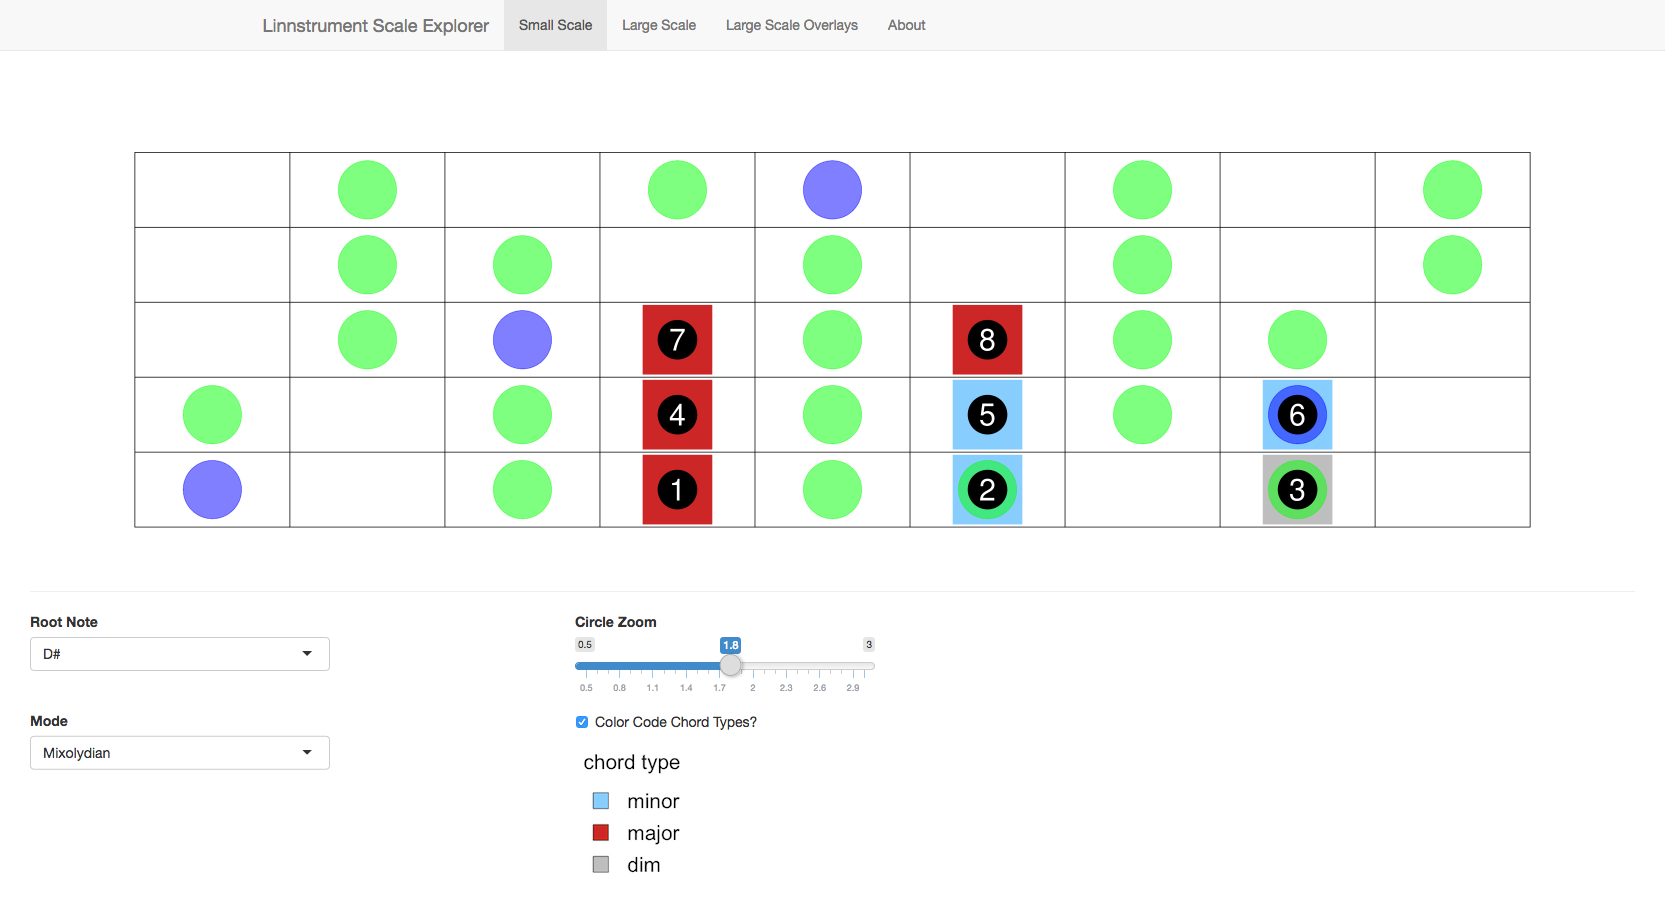 Linnstrument Scale Explorer Small Scale Large Scale Large Scale Overlays About
7 8
4 5 6
1 2 3
Root Note
D#
Mode
Mixolydian
Circle Zoom
0.5 1.8 3
0.5 0.8 1.1 1.4 1.7 2 2.3 2.6 2.9
Color Code Chord Types?
chord type
minor
major
dim